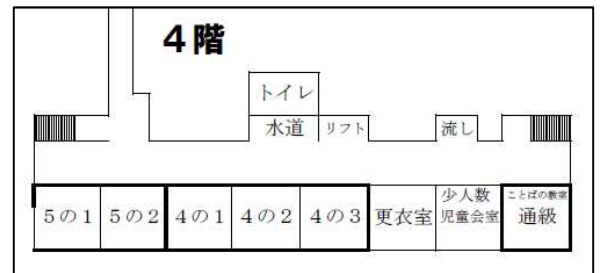 4階
トイレ
水道 リフト 流し
5の1 5の2 4の1 4の2 4の3 更衣室 少人数 児童会室 ことばの教室 通級